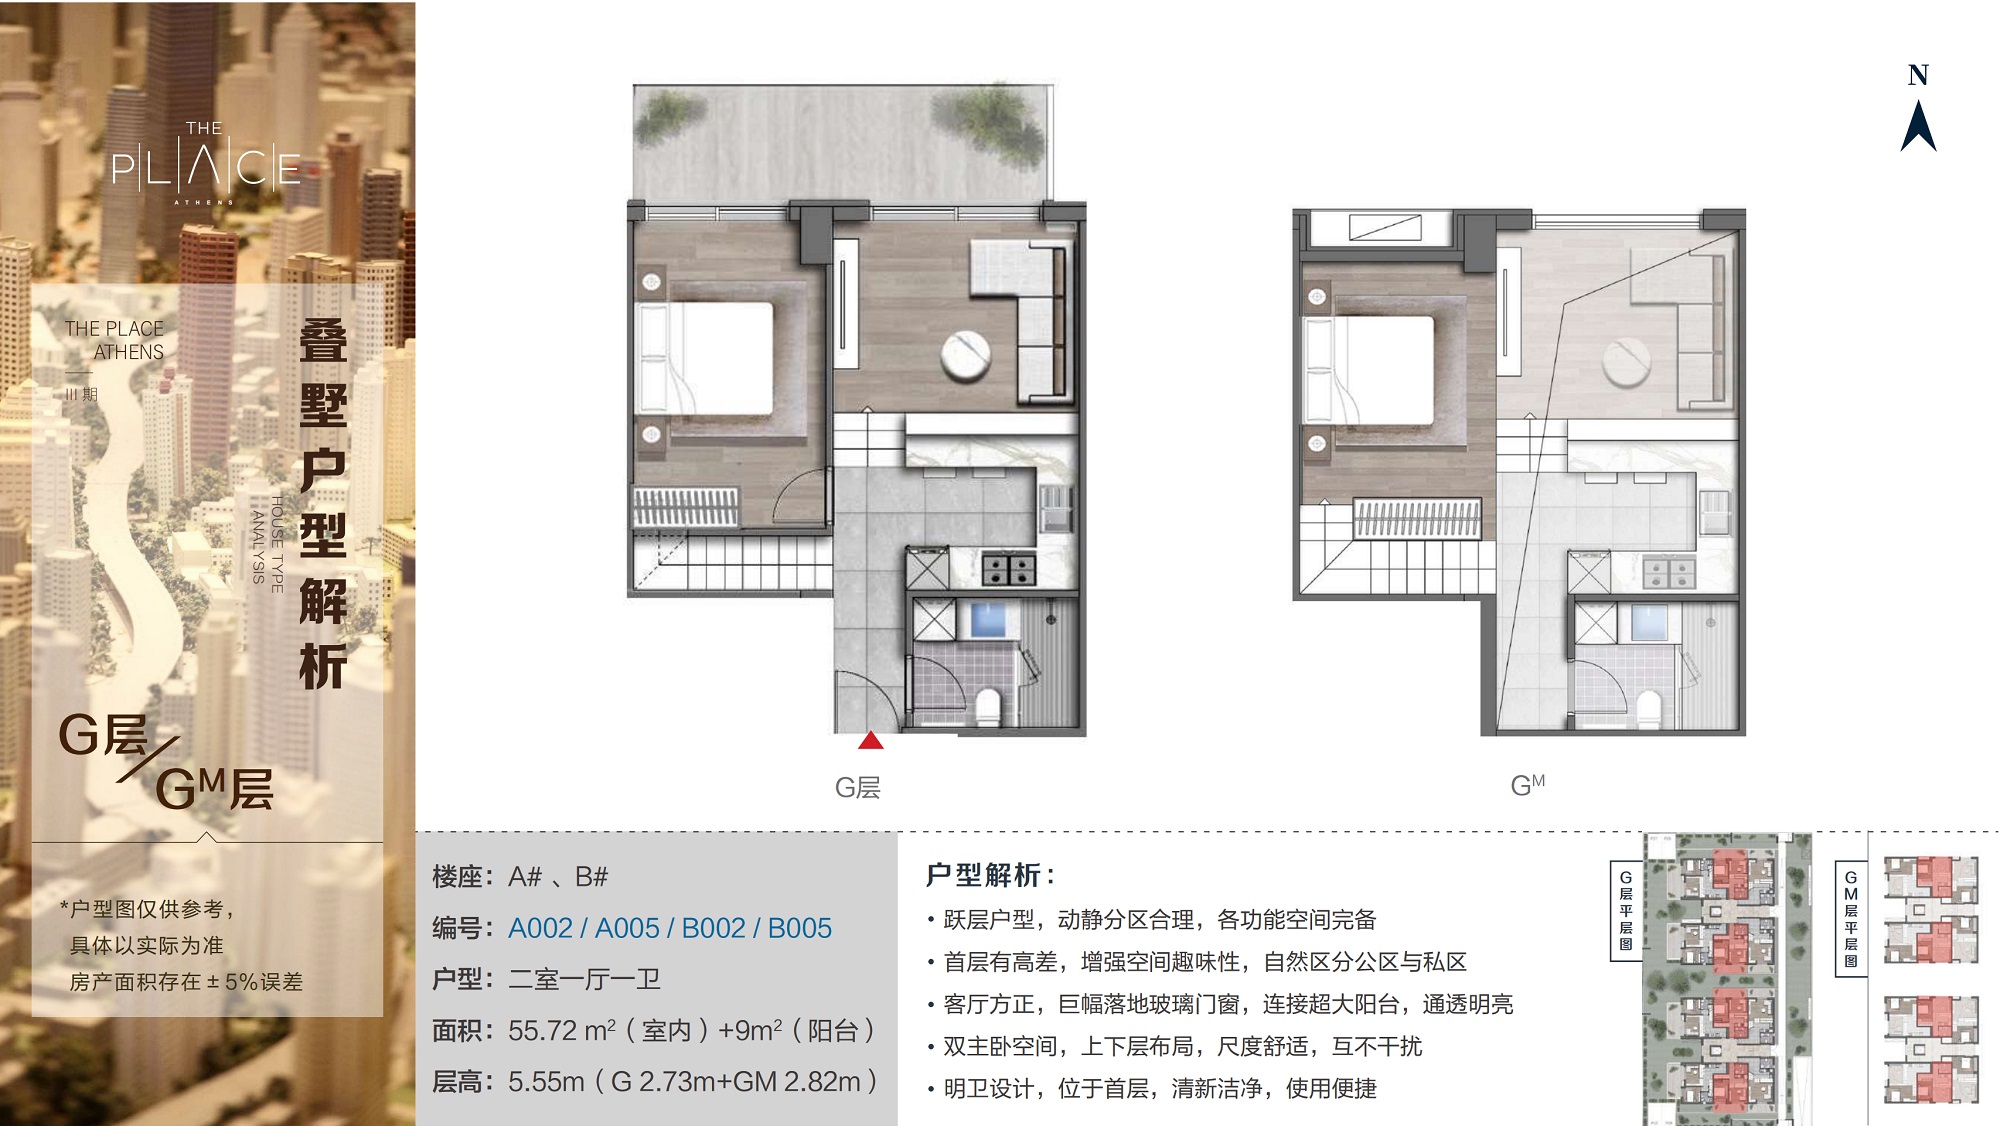 THE
PLACE
ATHENS
THE PLACE
ATHENS
III 期
叠墅户型解析
HOUSE TYPE
ANALYSIS
G层
GM层
*户型图仅供参考，
具体以实际为准
房产面积存在±5%误差
N
G层
GM
楼座：A# 、B#
编号：A002 / A005 / B002 / B005
户型：二室一厅一卫
面积：55.72 m²（室内）+9m²（阳台）
层高：5.55m（G 2.73m+GM 2.82m）
户型解析：
• 跃层户型，动静分区合理，各功能空间完备
• 首层有高差，增强空间趣味性，自然区分公区与私区
• 客厅方正，巨幅落地玻璃门窗，连接超大阳台，通透明亮
• 双主卧空间，上下层布局，尺度舒适，互不干扰
• 明卫设计，位于首层，清新洁净，使用便捷
G层平层图
GM层平层图